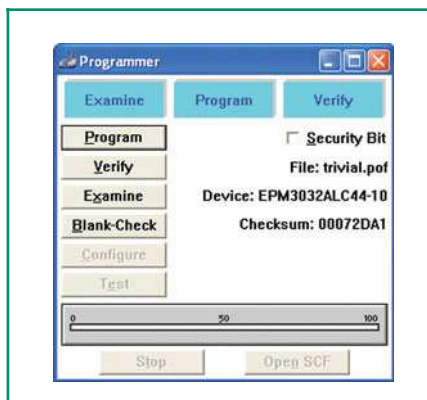 Programmer
Examine Program Verify
Program
Security Bit
Verify
File: trivial.pof
Examine
Device: EPM3032ALC44-10
Blank-Check
Checksum: 00072DA1
Configure
Test
0 50 100
Stop Open SCF